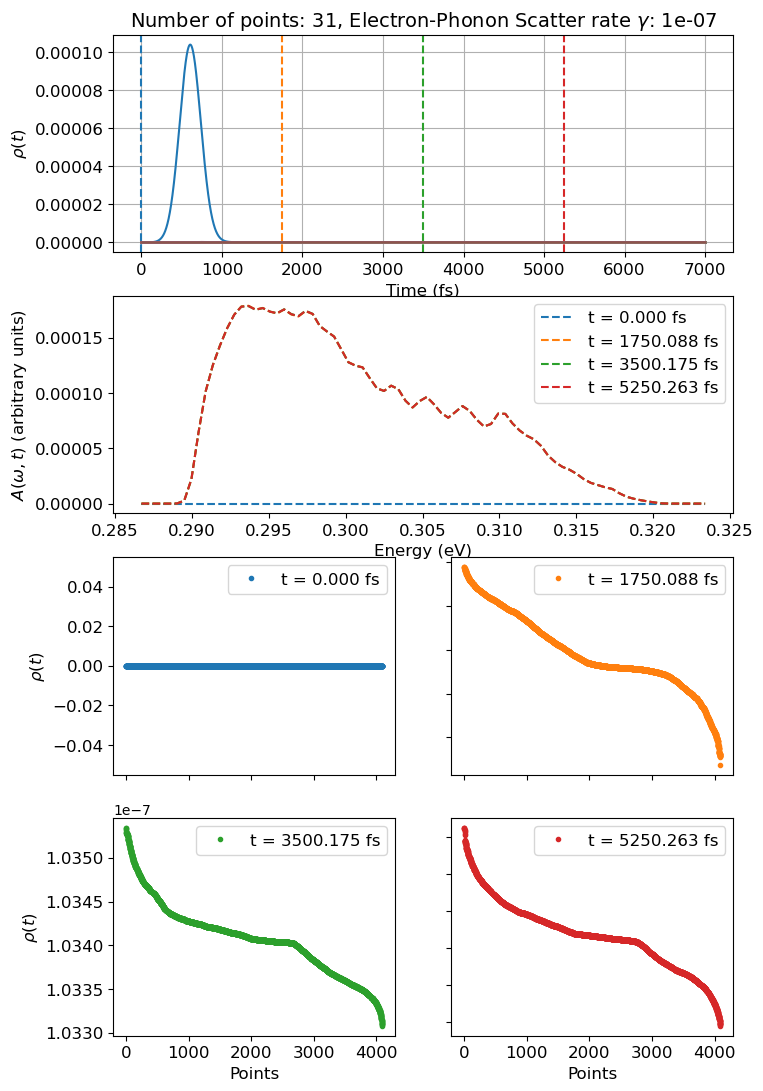 Number of points: 31, Electron-Phonon Scatter rate γ: 1e-07
0.00010
0.00008
0.00006
0.00004
0.00002
0.00000
ρ(t)
0 1000 2000 3000 4000 5000 6000 7000
Time (fs)
0.00015
0.00010
0.00005
0.00000
A(ω, t) (arbitrary units)
t = 0.000 fs
t = 1750.088 fs
t = 3500.175 fs
t = 5250.263 fs
0.285 0.290 0.295 0.300 0.305 0.310 0.315 0.320 0.325
Energy (eV)
0.04
0.02
0.00
−0.02
−0.04
ρ(t)
t = 0.000 fs
t = 1750.088 fs
1e−7
1.0350
1.0345
1.0340
1.0335
1.0330
ρ(t)
t = 3500.175 fs
0 1000 2000 3000 4000
Points
t = 5250.263 fs
0 1000 2000 3000 4000
Points